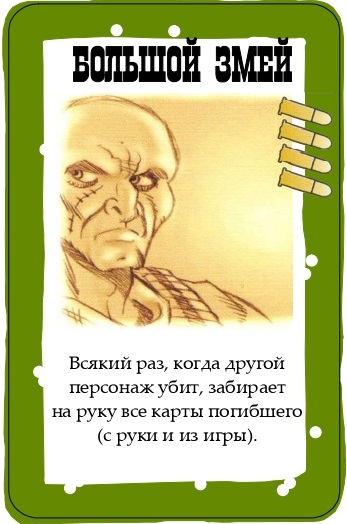 БОЛЬШОЙ ЗМЕЙ
Всякий раз, когда другой
персонаж убит, забирает
на руку все карты погибшего
(с руки и из игры).